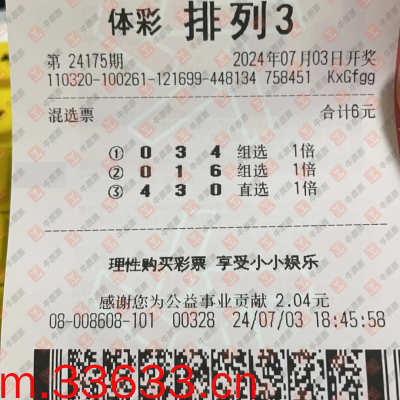 体彩 排列3
第 24175期 2024年07月03日开奖
110320-100261-121699-448134 758451 KxGfgg
混选票 合计6元
① 0 3 4 组选 1倍
② 0 1 6 组选 1倍
③ 4 3 0 直选 1倍
理性购买彩票 享受小小娱乐
感谢您为公益事业贡献 2.04元
08-008608-101 00328 24/07/03 18:45:58
m.33633.cn